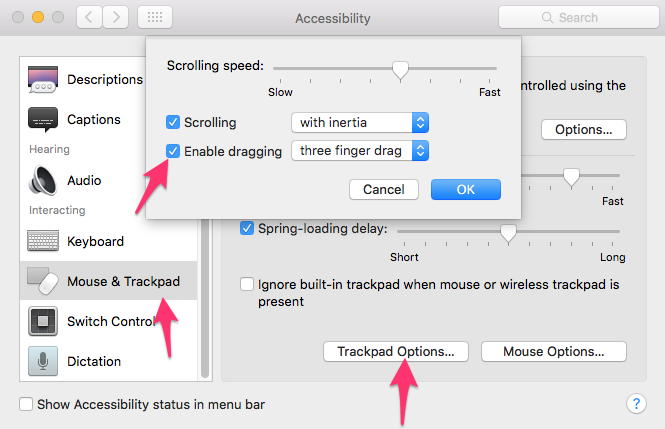 Accessibility
Search
Descriptions
Captions
Hearing
Audio
Interacting
Keyboard
Mouse & Trackpad
Switch Control
Dictation
Scrolling speed:
Slow
Fast
Scrolling
with inertia
Enable dragging
three finger drag
Cancel
OK
ntrolled using the
Options...
Fast
Spring-loading delay:
Short
Long
Ignore built-in trackpad when mouse or wireless trackpad is
present
Trackpad Options...
Mouse Options...
Show Accessibility status in menu bar
?